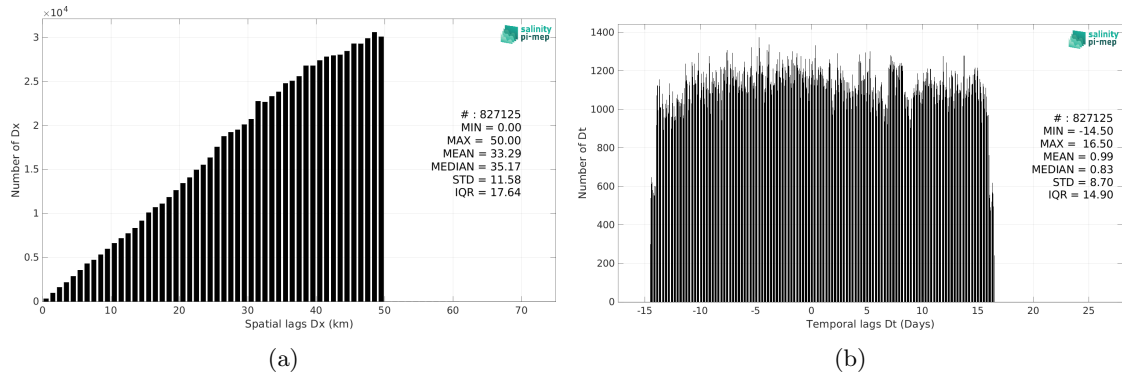 ×10⁴
3
2.5
2
1.5
1
0.5
0
Number of Dx
0 10 20 30 40 50 60 70
Spatial lags Dx (km)
salinity
pi-mep
# : 827125
MIN = 0.00
MAX = 50.00
MEAN = 33.29
MEDIAN = 35.17
STD = 11.58
IQR = 17.64
(a)
1400
1200
1000
800
600
400
200
0
Number of Dt
-15 -10 -5 0 5 10 15 20 25
Temporal lags Dt (Days)
salinity
pi-mep
# : 827125
MIN = -14.50
MAX = 16.50
MEAN = 0.99
MEDIAN = 0.83
STD = 8.70
IQR = 14.90
(b)